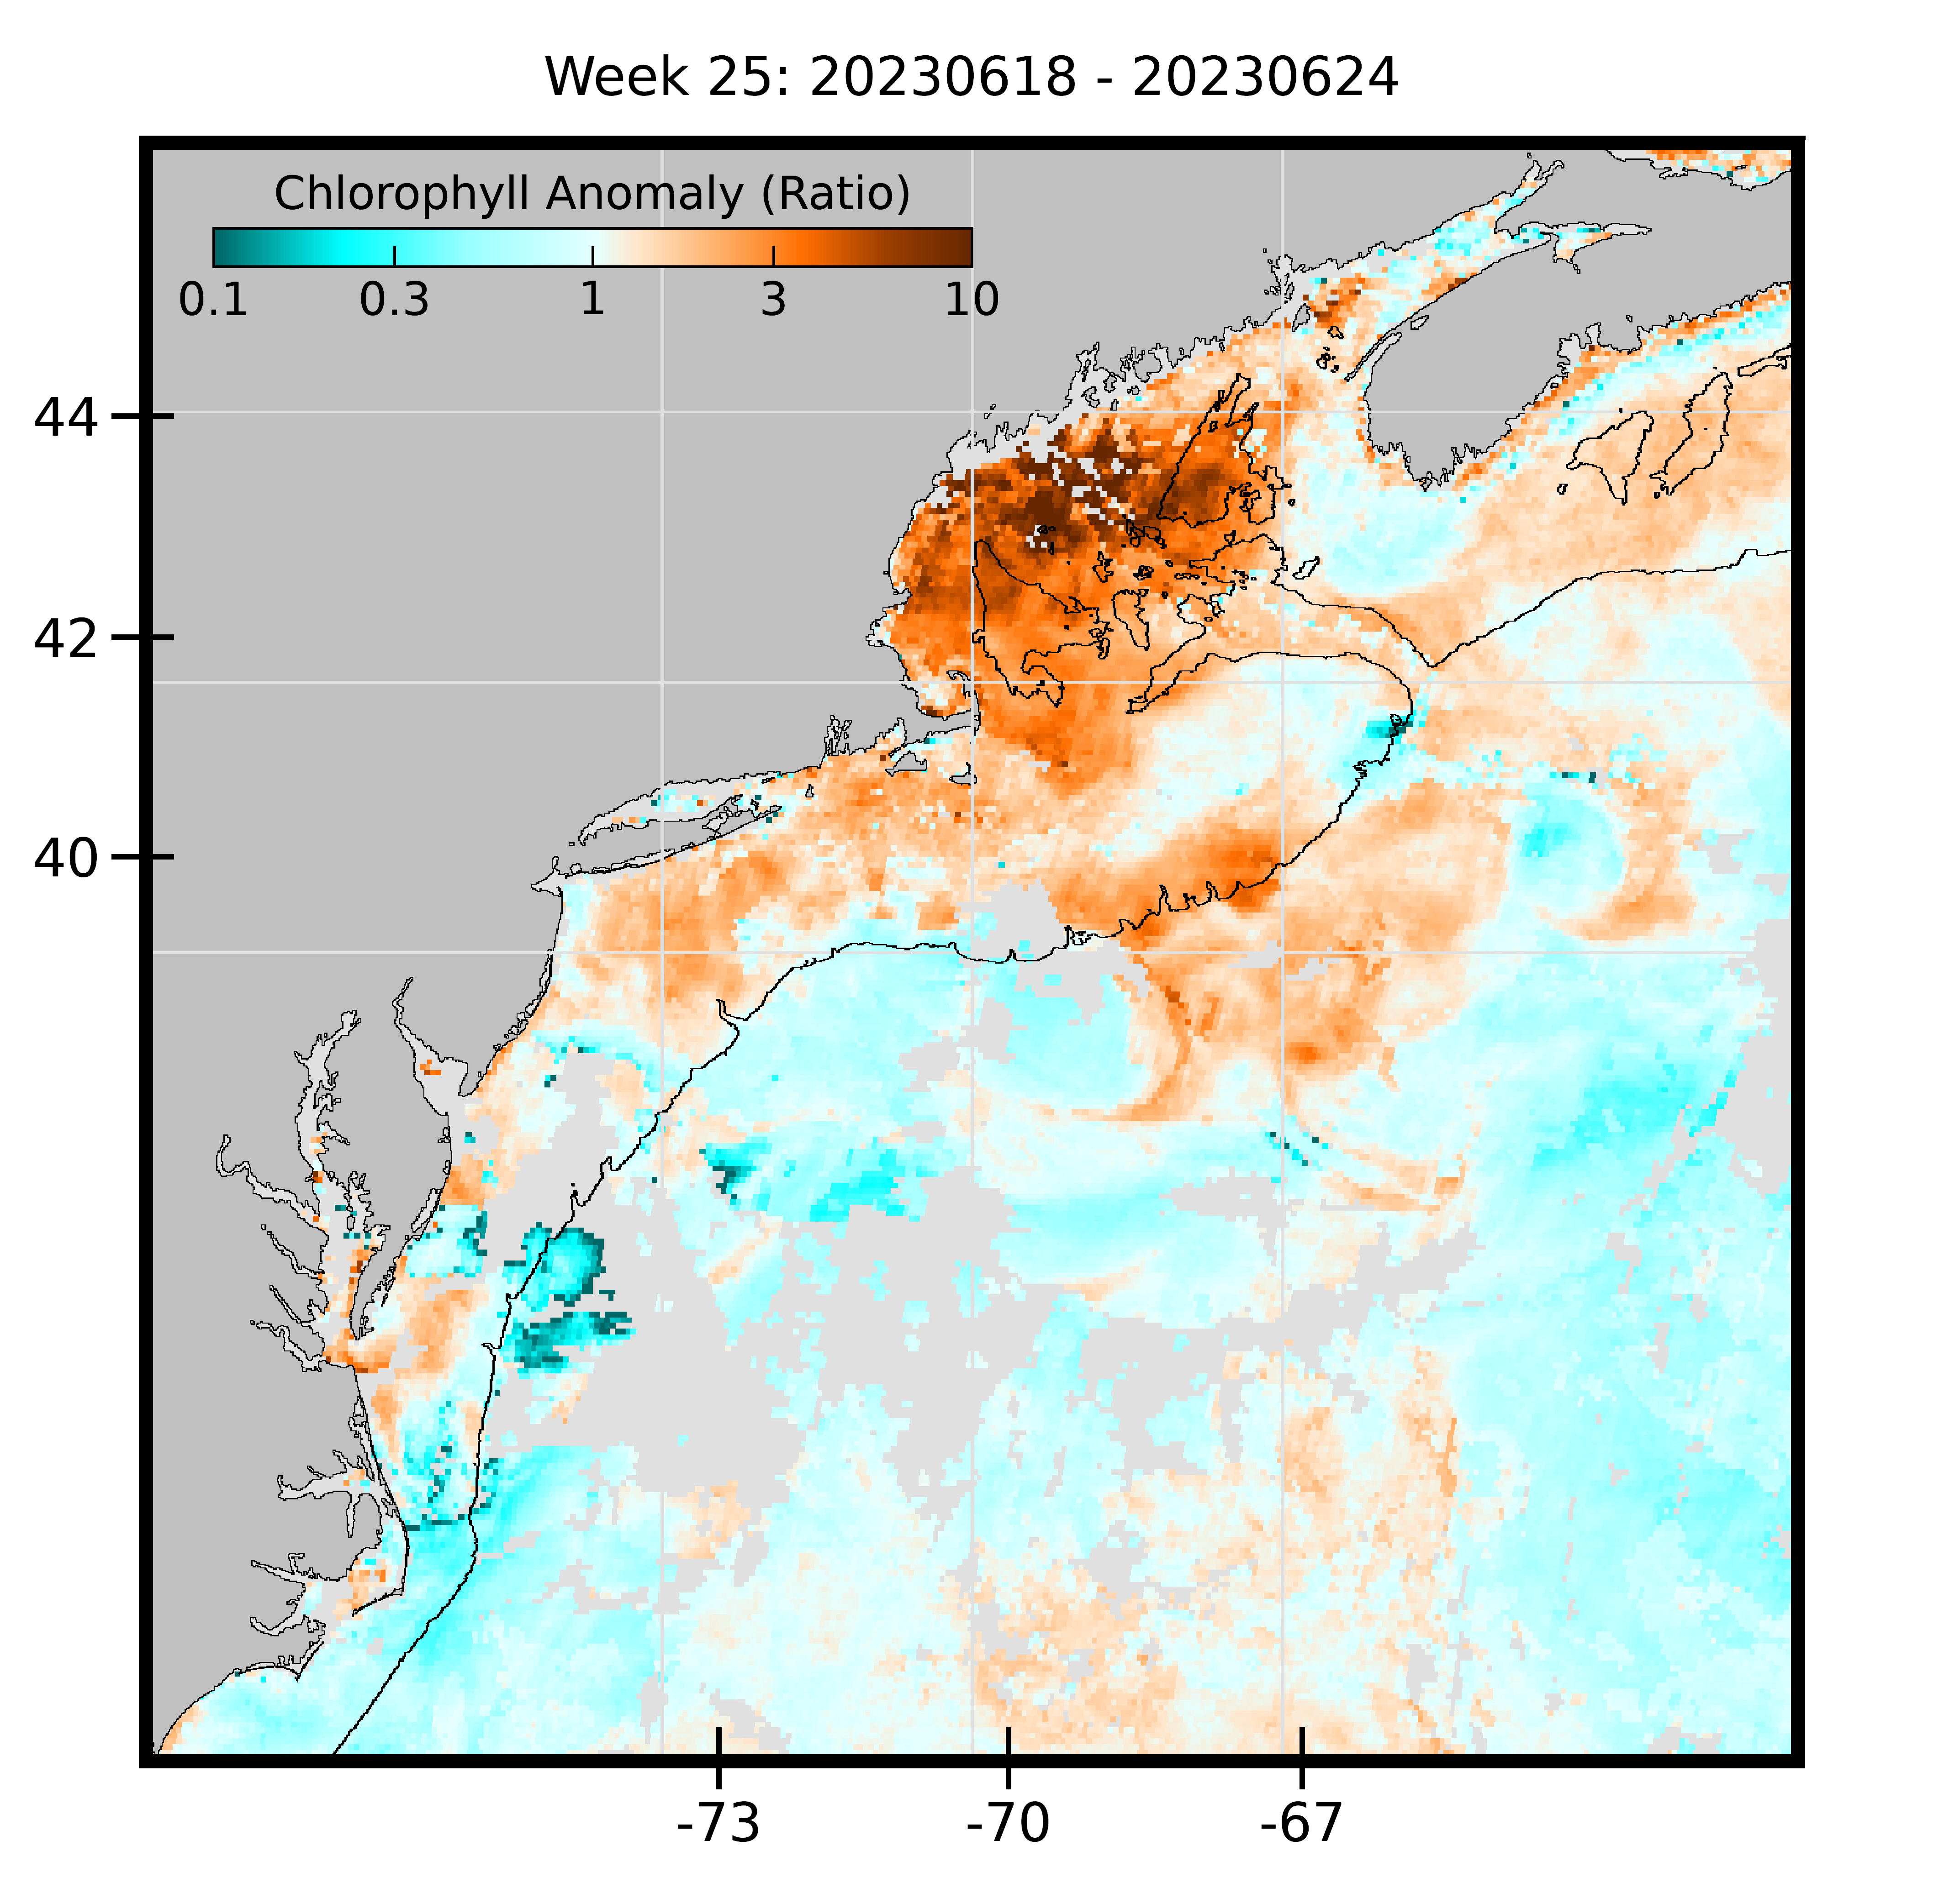 Week 25: 20230618 - 20230624
Chlorophyll Anomaly (Ratio)
0.1 0.3 1 3 10
44
42
40
-73 -70 -67